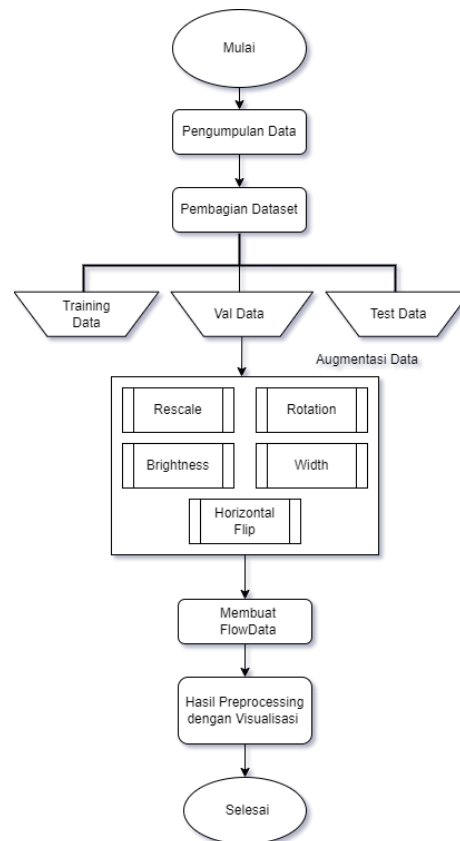 Mulai
Pengumpulan Data
Pembagian Dataset
Training
Data
Val Data
Test Data
Augmentasi Data
Rescale
Rotation
Brightness
Width
Horizontal
Flip
Membuat
FlowData
Hasil Preprocessing
dengan Visualisasi
Selesai